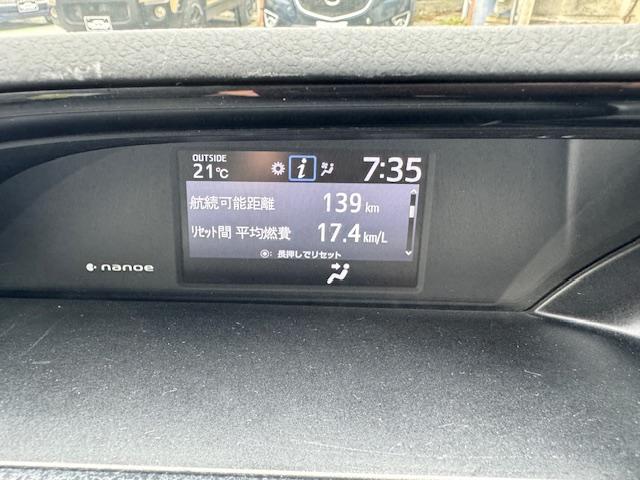 OUTSIDE
21℃
i
7:35
航続可能距離 139 km
ﾘｾｯﾄ間 平均燃費 17.4 km/L
⦿: 長押しでリセット
nanoe